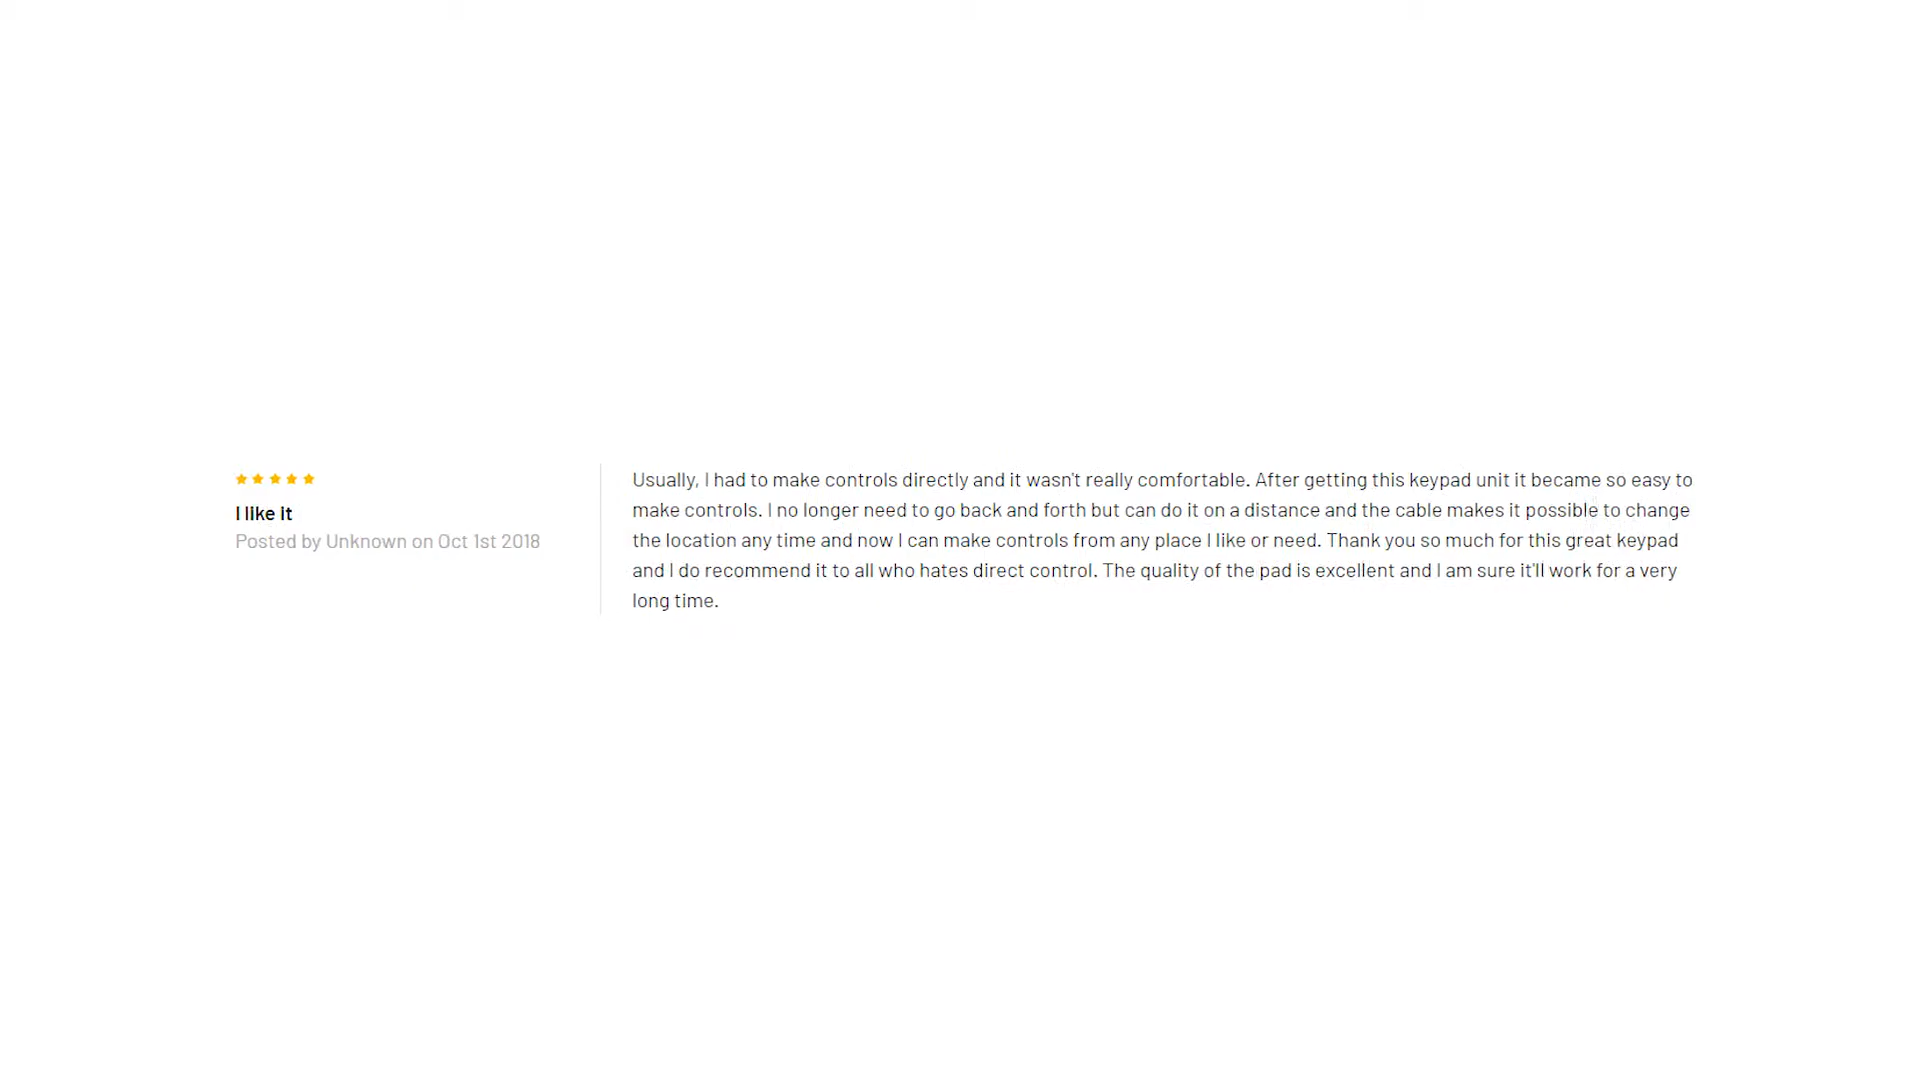 I like it
Posted by Unknown on Oct 1st 2018
Usually, I had to make controls directly and it wasn't really comfortable. After getting this keypad unit it became so easy to
make controls. I no longer need to go back and forth but can do it on a distance and the cable makes it possible to change
the location any time and now I can make controls from any place I like or need. Thank you so much for this great keypad
and I do recommend it to all who hates direct control. The quality of the pad is excellent and I am sure it'll work for a very
long time.